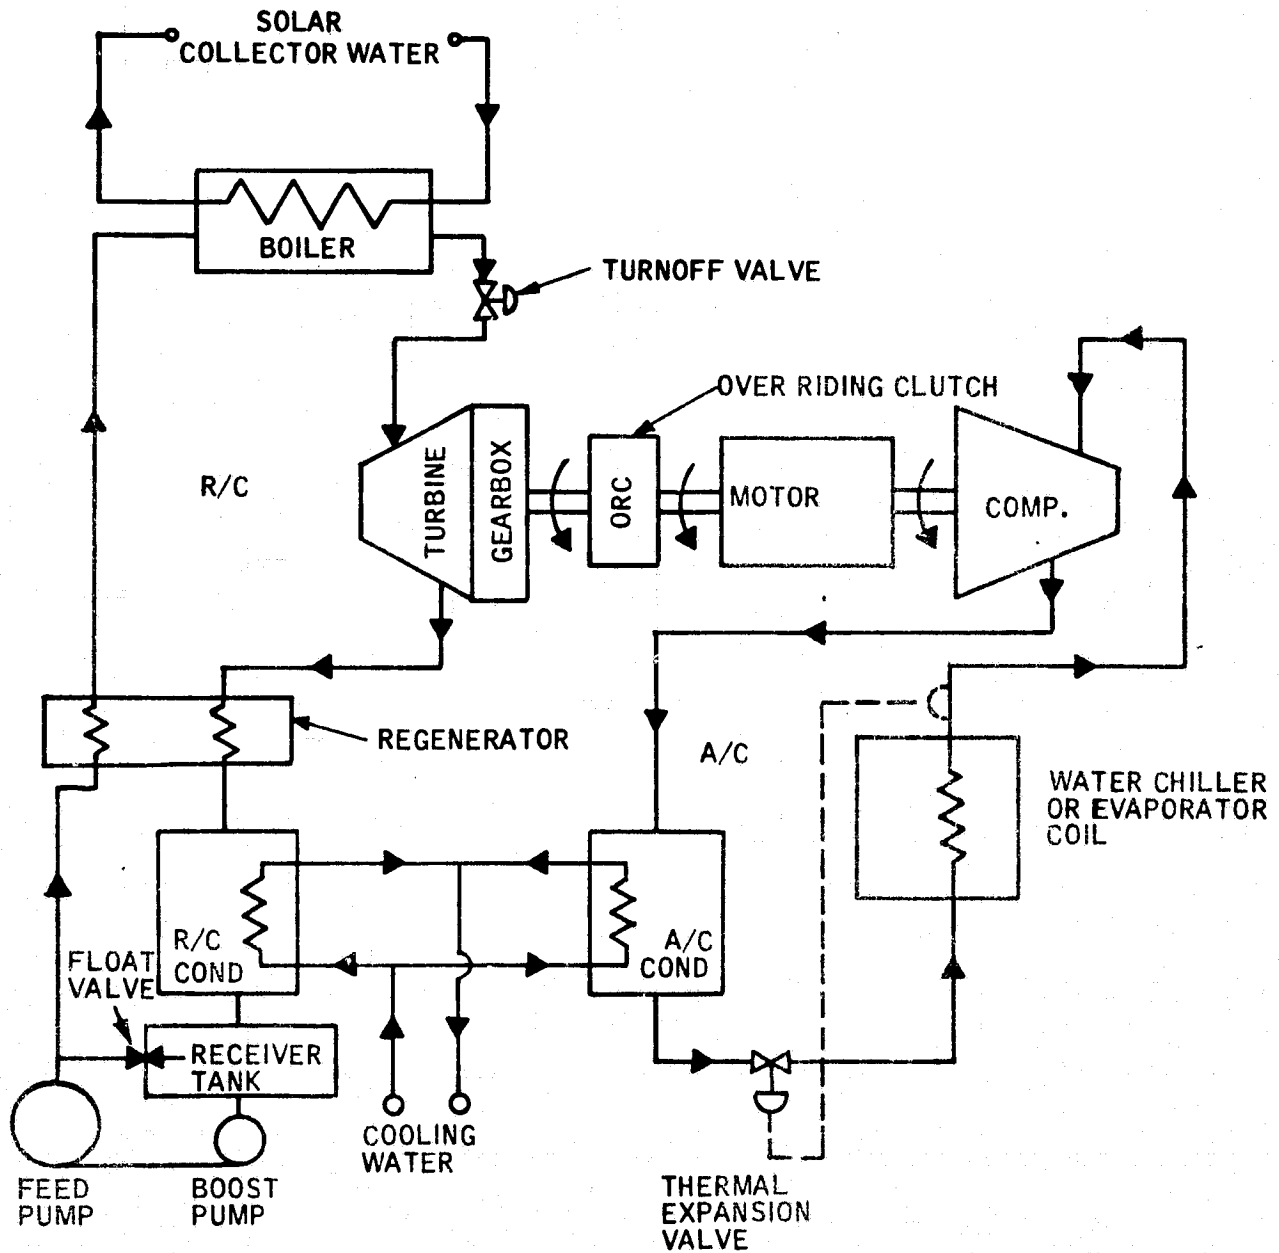 SOLAR
COLLECTOR WATER
BOILER
TURNOFF VALVE
OVER RIDING CLUTCH
R/C
TURBINE
GEARBOX
ORC
MOTOR
COMP.
REGENERATOR
A/C
WATER CHILLER
OR EVAPORATOR
COIL
R/C
COND
A/C
COND
FLOAT
VALVE
RECEIVER
TANK
COOLING
WATER
FEED
PUMP
BOOST
PUMP
THERMAL
EXPANSION
VALVE